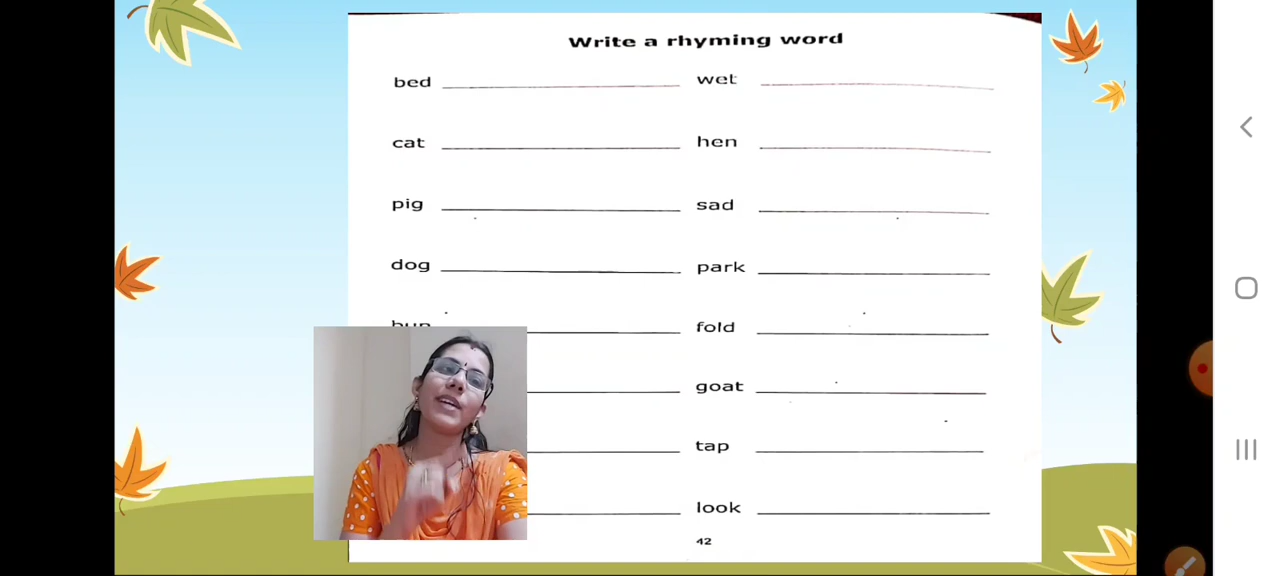 Write a rhyming word
bed wet
cat hen
pig sad
dog park
fold
goat
tap
look
42